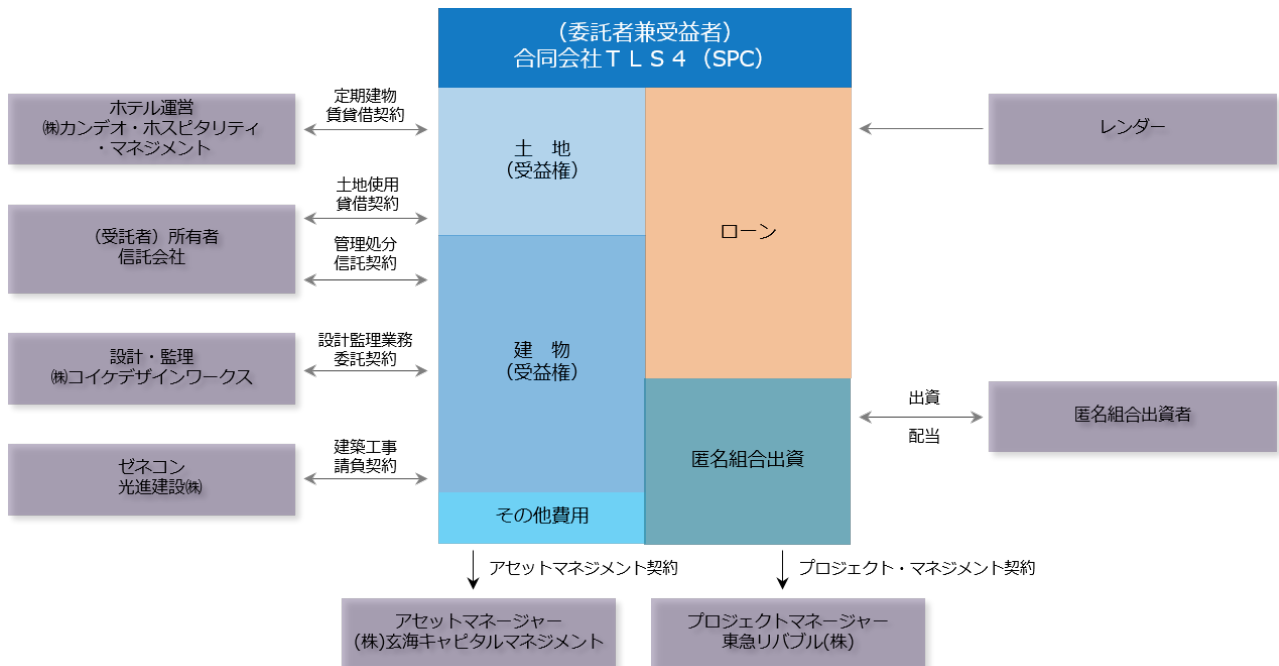 （委託者兼受益者）
合同会社ＴＬＳ４（SPC）
ホテル運営
㈱カンデオ・ホスピタリティ
・マネジメント
定期建物
賃貸借契約
土　地
（受益権）
ローン
レンダー
土地使用
貸借契約
（受託者）所有者
信託会社
管理処分
信託契約
設計・監理
㈱コイケデザインワークス
設計監理業務
委託契約
建　物
（受益権）
出資
配当
匿名組合出資者
匿名組合出資
ゼネコン
光進建設㈱
建築工事
請負契約
その他費用
アセットマネジメント契約
プロジェクト・マネジメント契約
アセットマネージャー
(株)玄海キャピタルマネジメント
プロジェクトマネージャー
東急リバブル(株)